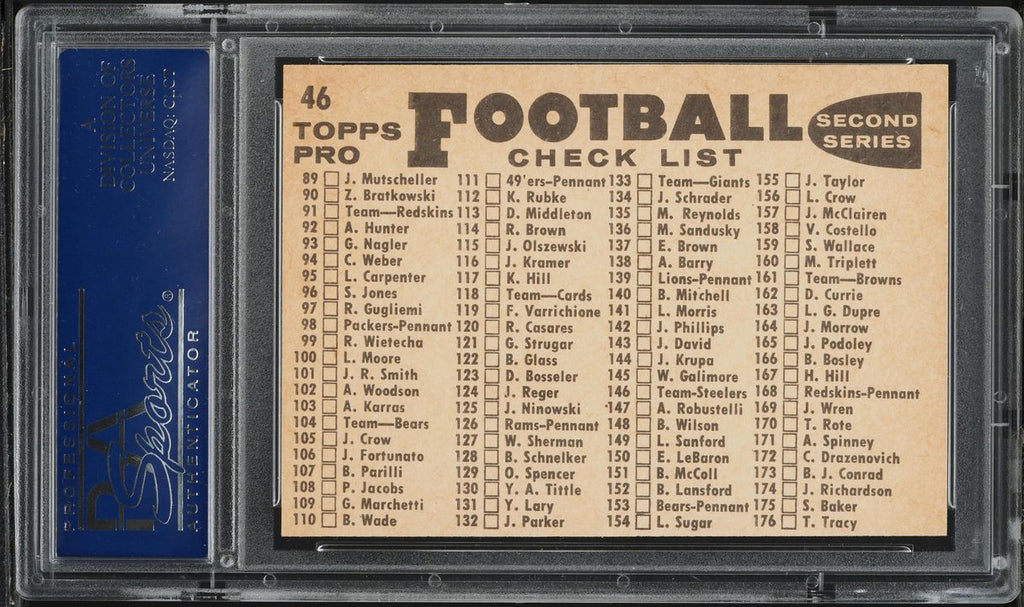 A
DIVISION OF
COLLECTORS
UNIVERSE
NASDAQ: CLCT
PROFESSIONAL
PSA
Sports®
AUTHENTICATOR
46
TOPPS
PRO
FOOTBALL
CHECK LIST
SECOND
SERIES
89 J. Mutscheller
90 Z. Bratkowski
91 Team—Redskins
92 A. Hunter
93 G. Nagler
94 C. Weber
95 L. Carpenter
96 S. Jones
97 R. Gugliemi
98 Packers-Pennant
99 R. Wietecha
100 L. Moore
101 J. R. Smith
102 A. Woodson
103 A. Karras
104 Team—Bears
105 J. Crow
106 J. Fortunato
107 B. Parilli
108 P. Jacobs
109 G. Marchetti
110 B. Wade
111 49'ers-Pennant
112 K. Rubke
113 D. Middleton
114 R. Brown
115 J. Olszewski
116 J. Kramer
117 K. Hill
118 Team—Cards
119 F. Varrichione
120 R. Casares
121 G. Strugar
122 B. Glass
123 D. Bosseler
124 J. Reger
125 J. Ninowski
126 Rams-Pennant
127 W. Sherman
128 B. Schnelker
129 O. Spencer
130 Y. A. Tittle
131 Y. Lary
132 J. Parker
133 Team—Giants
134 J. Schrader
135 M. Reynolds
136 M. Sandusky
137 E. Brown
138 A. Barry
139 Lions-Pennant
140 B. Mitchell
141 L. Morris
142 J. Phillips
143 J. David
144 J. Krupa
145 W. Galimore
146 Team-Steelers
147 A. Robustelli
148 B. Wilson
149 L. Sanford
150 E. LeBaron
151 B. McColl
152 B. Lansford
153 Bears-Pennant
154 L. Sugar
155 J. Taylor
156 L. Crow
157 J. McClairen
158 V. Costello
159 S. Wallace
160 M. Triplett
161 Team—Browns
162 D. Currie
163 L. G. Dupre
164 J. Morrow
165 J. Podoley
166 B. Bosley
167 H. Hill
168 Redskins-Pennant
169 J. Wren
170 T. Rote
171 A. Spinney
172 C. Drazenovich
173 B. J. Conrad
174 J. Richardson
175 S. Baker
176 T. Tracy